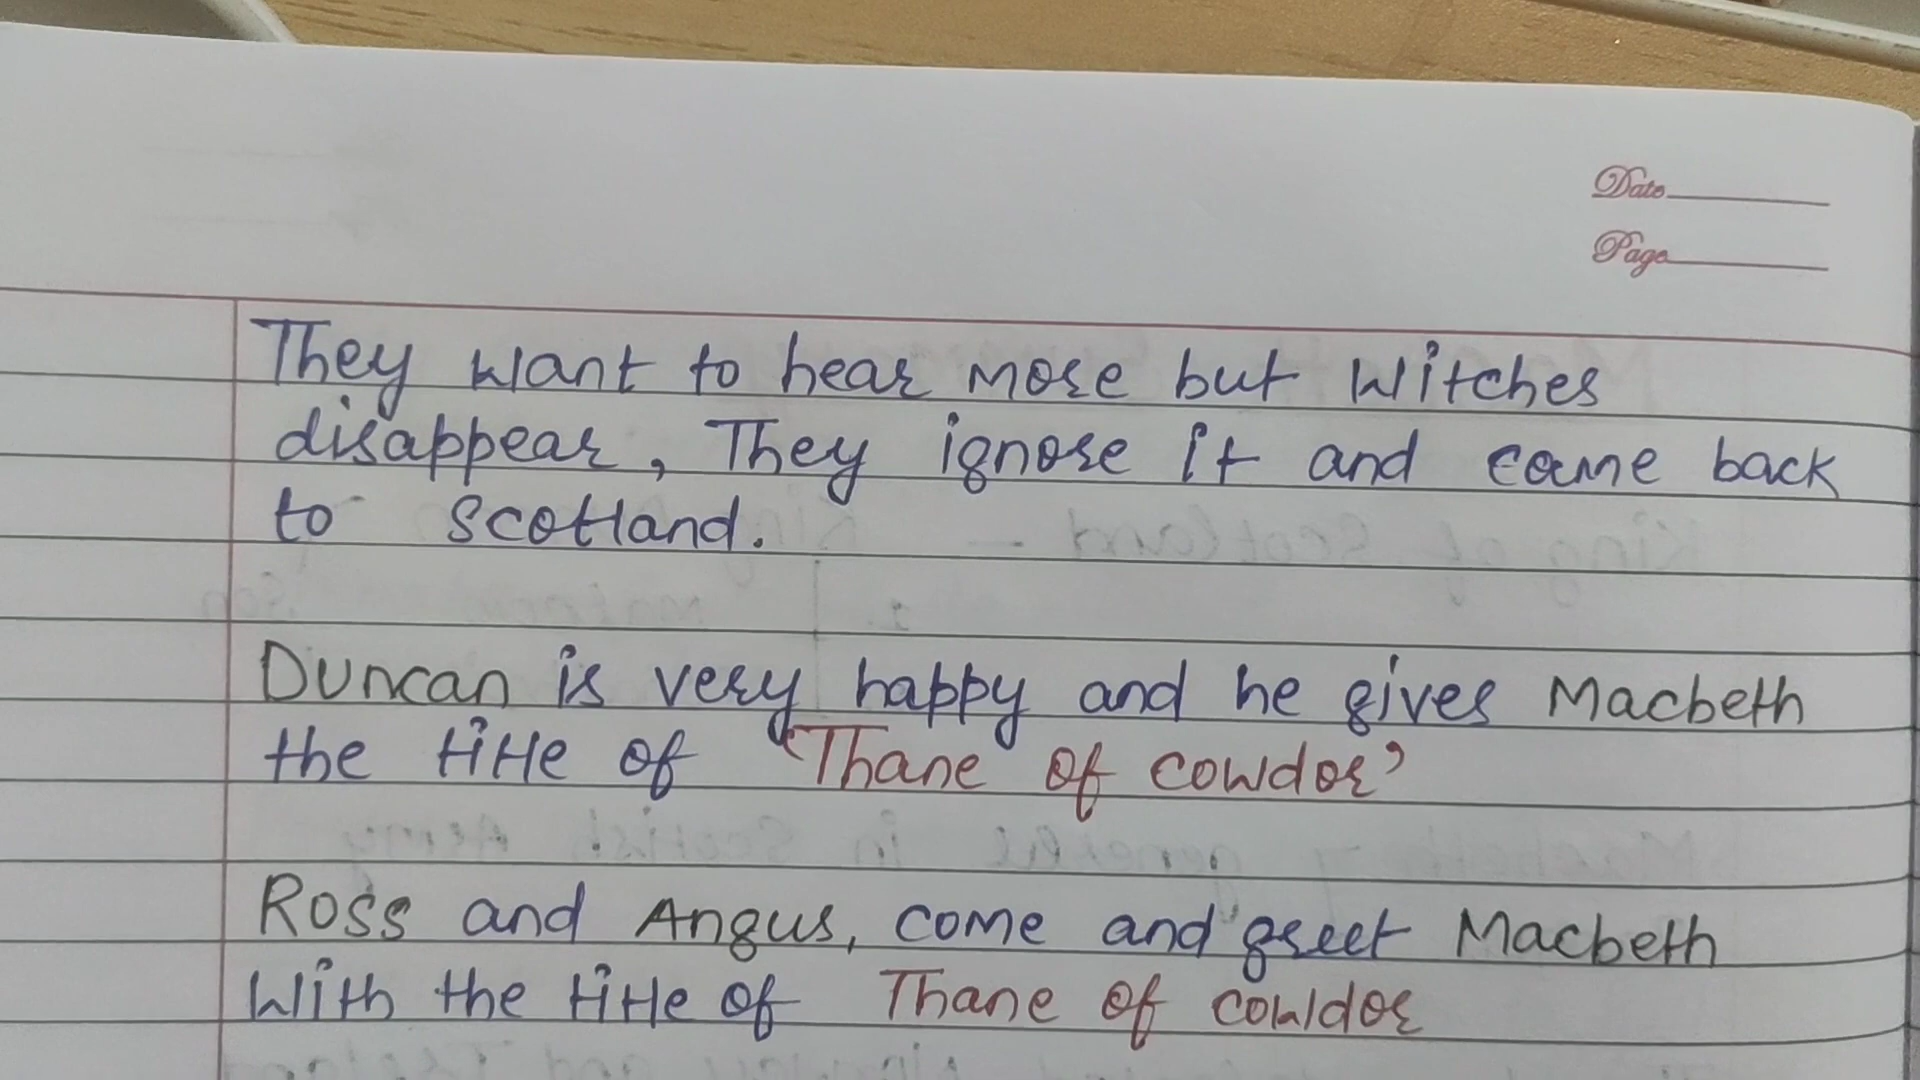 Date
Page
They want to hear more but witches
disappear, They ignore it and came back
to Scotland.
Duncan is very happy and he gives Macbeth
the title of 'Thane of cowdor'
Ross and Angus, come and greet Macbeth
with the title of Thane of cowdor